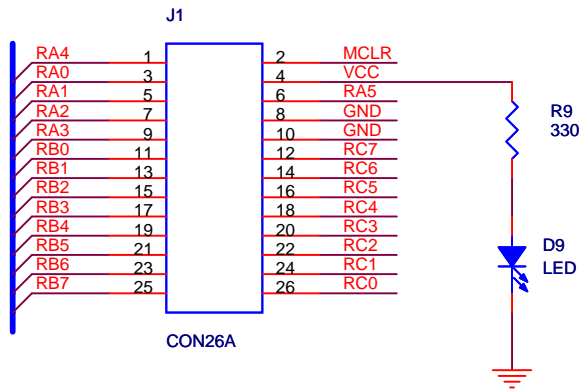 J1
RA4 1 2 MCLR
RA0 3 4 VCC
RA1 5 6 RA5
RA2 7 8 GND
RA3 9 10 GND
RB0 11 12 RC7
RB1 13 14 RC6
RB2 15 16 RC5
RB3 17 18 RC4
RB4 19 20 RC3
RB5 21 22 RC2
RB6 23 24 RC1
RB7 25 26 RC0
CON26A
R9
330
D9
LED